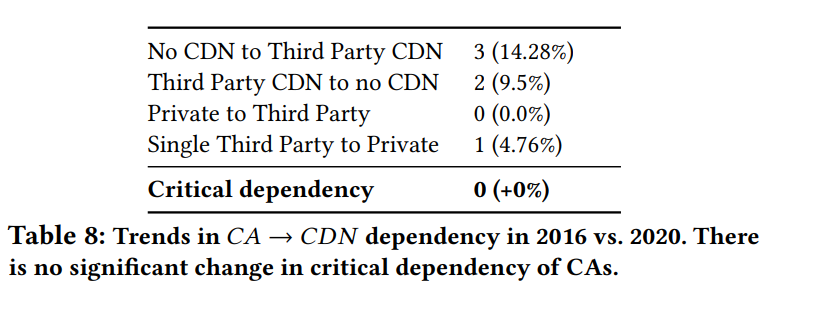 No CDN to Third Party CDN 3 (14.28%)
Third Party CDN to no CDN 2 (9.5%)
Private to Third Party 0 (0.0%)
Single Third Party to Private 1 (4.76%)
Critical dependency 0 (+0%)
Table 8: Trends in CA → CDN dependency in 2016 vs. 2020. There
is no significant change in critical dependency of CAs.